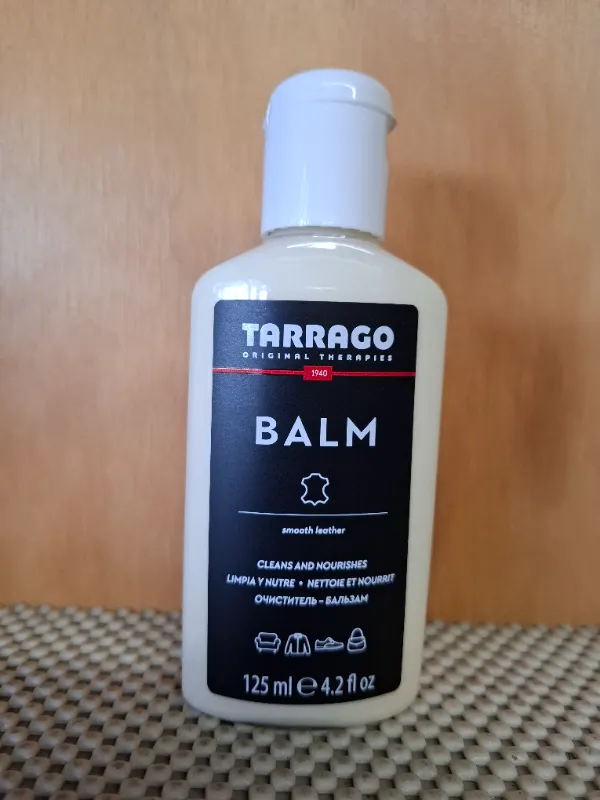 TARRAGO
ORIGINAL THERAPIES
1940
BALM
smooth leather
CLEANS AND NOURISHES
LIMPIA Y NUTRE • NETTOIE ET NOURRIT
ОЧИСТИТЕЛЬ – БАЛЬЗАМ
125 ml ℮ 4.2 fl oz